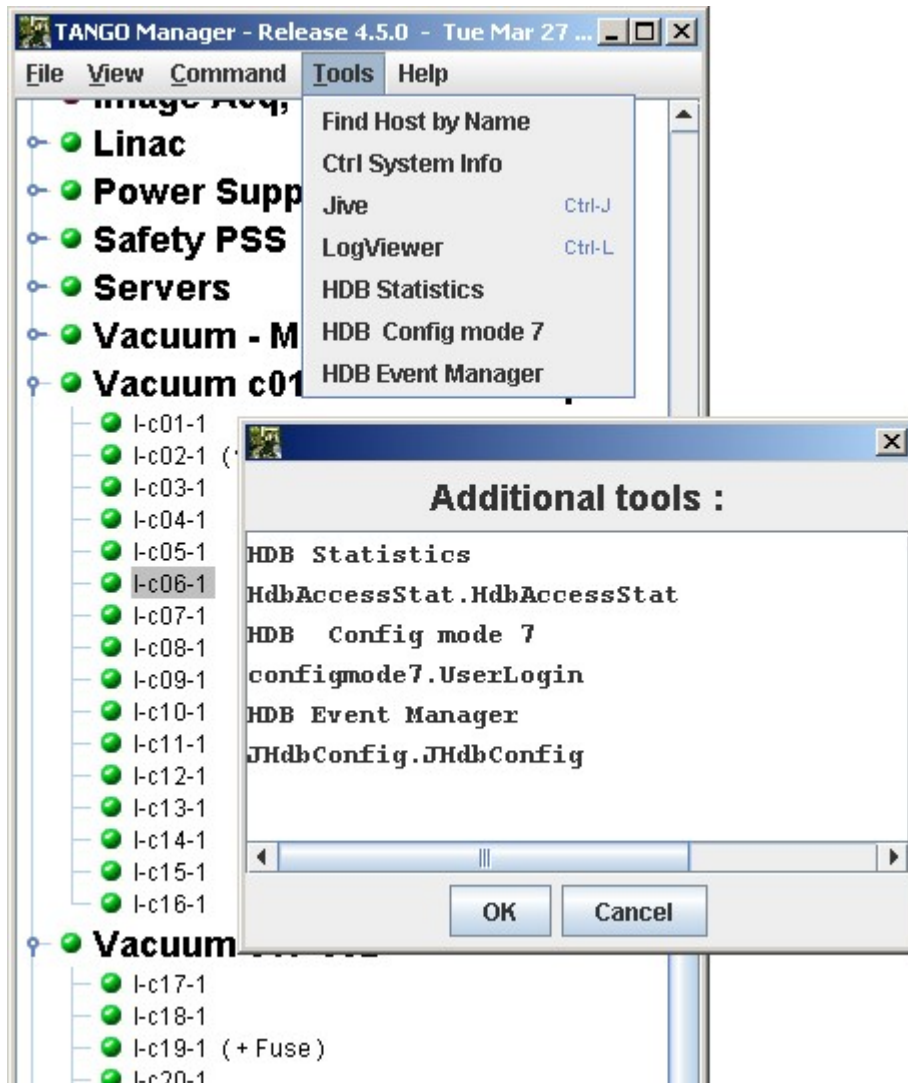 TANGO Manager - Release 4.5.0 - Tue Mar 27 ...
File View Command Tools Help
Find Host by Name
Ctrl System Info
Jive Ctrl-J
LogViewer Ctrl-L
HDB Statistics
HDB Config mode 7
HDB Event Manager
Image Acq,
Linac
Power Supp
Safety PSS
Servers
Vacuum - M
Vacuum c01
l-c01-1
l-c02-1 (
l-c03-1
l-c04-1
l-c05-1
l-c06-1
l-c07-1
l-c08-1
l-c09-1
l-c10-1
l-c11-1
l-c12-1
l-c13-1
l-c14-1
l-c15-1
l-c16-1
Vacuum
l-c17-1
l-c18-1
l-c19-1 ( + Fuse )
l-c20-1
Additional tools :
HDB Statistics
HdbAccessStat.HdbAccessStat
HDB  Config mode 7
configmode7.UserLogin
HDB Event Manager
JHdbConfig.JHdbConfig
OK Cancel